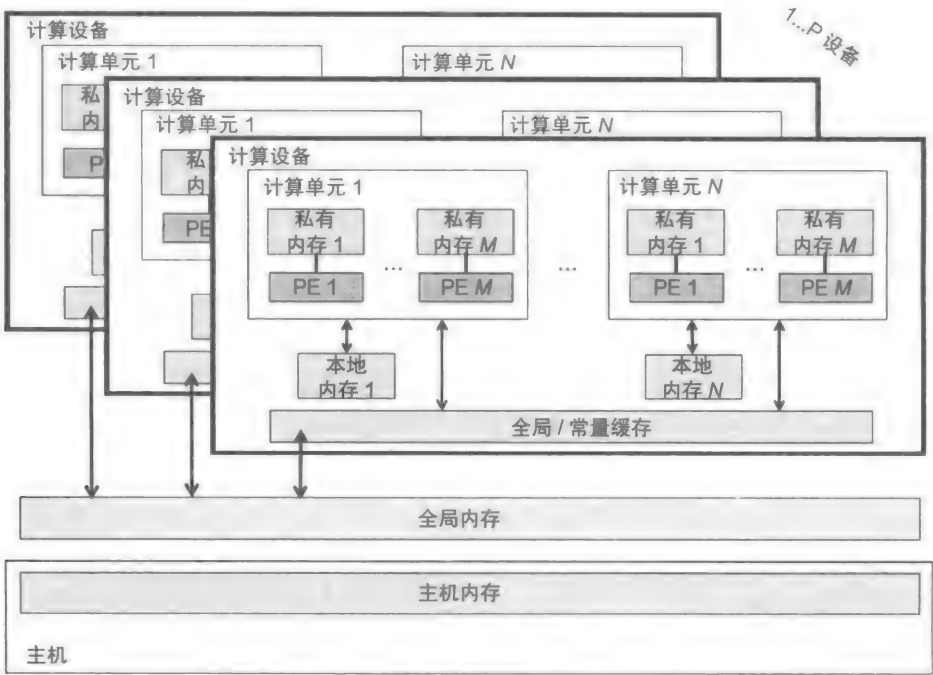 1...P 设备
计算设备
计算单元 1
计算单元 N
私
内
P
计算设备
计算单元 1
计算单元 N
私
内
PE
计算设备
计算单元 1
计算单元 N
私有
内存 1
私有
内存 M
私有
内存 1
私有
内存 M
...
...
...
PE 1
PE M
PE 1
PE M
本地
内存 1
本地
内存 N
全局 / 常量缓存
全局内存
主机内存
主机